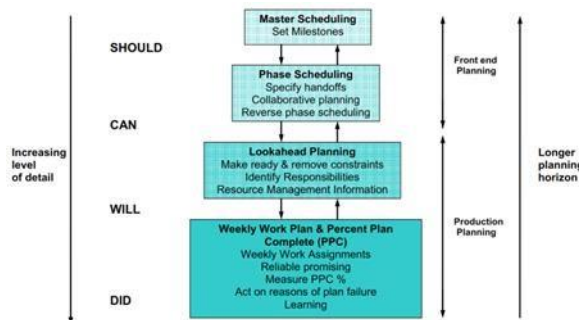 Master Scheduling
Set Milestones
SHOULD
Phase Scheduling
Specify handoffs
Collaborative planning
Reverse phase scheduling
Front end
Planning
CAN
Increasing
level
of detail
Lookahead Planning
Make ready & remove constraints
Identify Responsibilities
Resource Management Information
Longer
planning
horizon
WILL
Weekly Work Plan & Percent Plan
Complete (PPC)
Weekly Work Assignments
Reliable promising
Measure PPC %
Act on reasons of plan failure
Learning
Production
Planning
DID